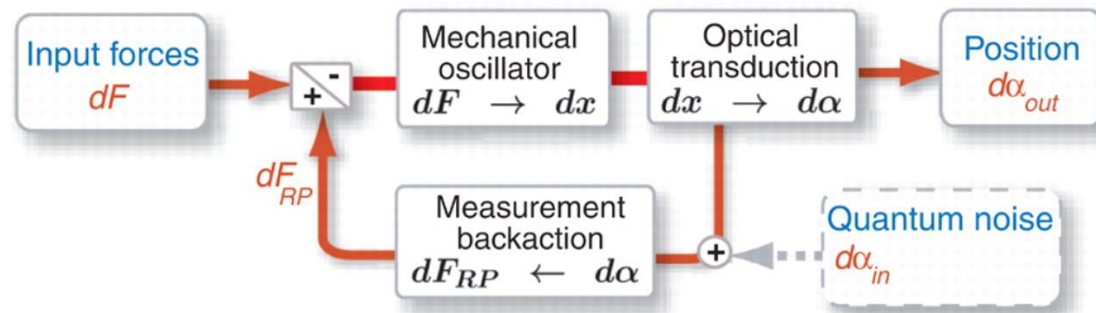 Input forces
dF
-
+
Mechanical
oscillator
dF → dx
Optical
transduction
dx → dα
Position
dα_out
dF_RP
Measurement
backaction
dF_RP ← dα
+
Quantum noise
dα_in